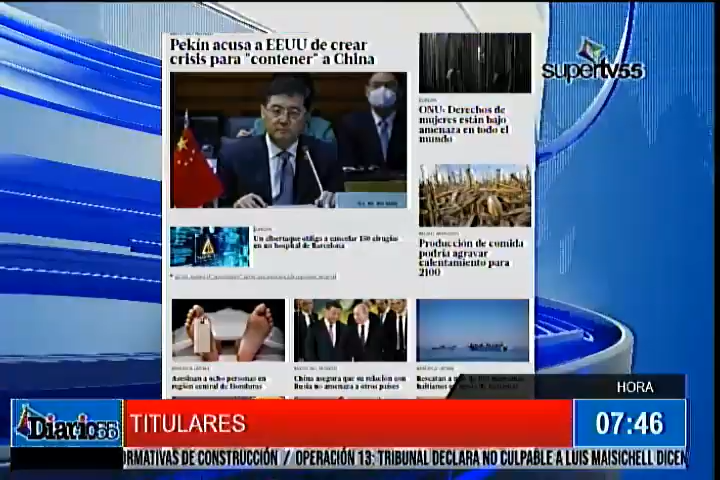 Pekín acusa a EEUU de crear
crisis para "contener" a China
supertv55
ONU- Derechos de
mujeres están bajo
amenaza en todo el
mundo
Un ciberataque obliga a cancelar 150 cirugías
en un hospital de Barcelona
Producción de comida
podría agravar
calentamiento para
2100
Asesinan a ocho personas en
región central de Honduras
China asegura que su relación con
Rusia no amenaza a otros países
Rescatan a
haitianos
HORA
Diario55
TITULARES
07:46
ORMATIVAS DE CONSTRUCCIÓN / OPERACIÓN 13: TRIBUNAL DECLARA NO CULPABLE A LUIS MAISICHELL DICEN